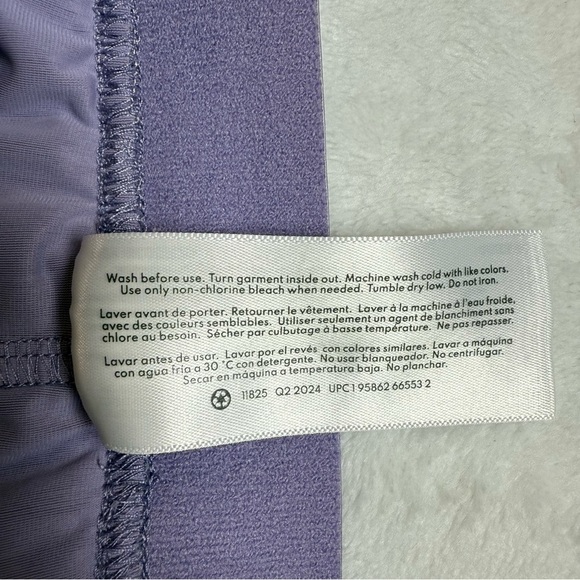 Wash before use. Turn garment inside out. Machine wash cold with like colors.
Use only non-chlorine bleach when needed. Tumble dry low. Do not iron.
Laver avant de porter. Retourner le vêtement. Laver à la machine à l'eau froide,
avec des couleurs semblables. Utiliser seulement un agent de blanchiment sans
chlore au besoin. Sécher par culbutage à basse température. Ne pas repasser.
Lavar antes de usar. Lavar por el revés con colores similares. Lavar a máquina
con agua fría a 30 °C con detergente. No usar blanqueador. No centrifugar.
Secar en máquina a temperatura baja. No planchar.
11825 Q2 2024 UPC1 95862 66553 2